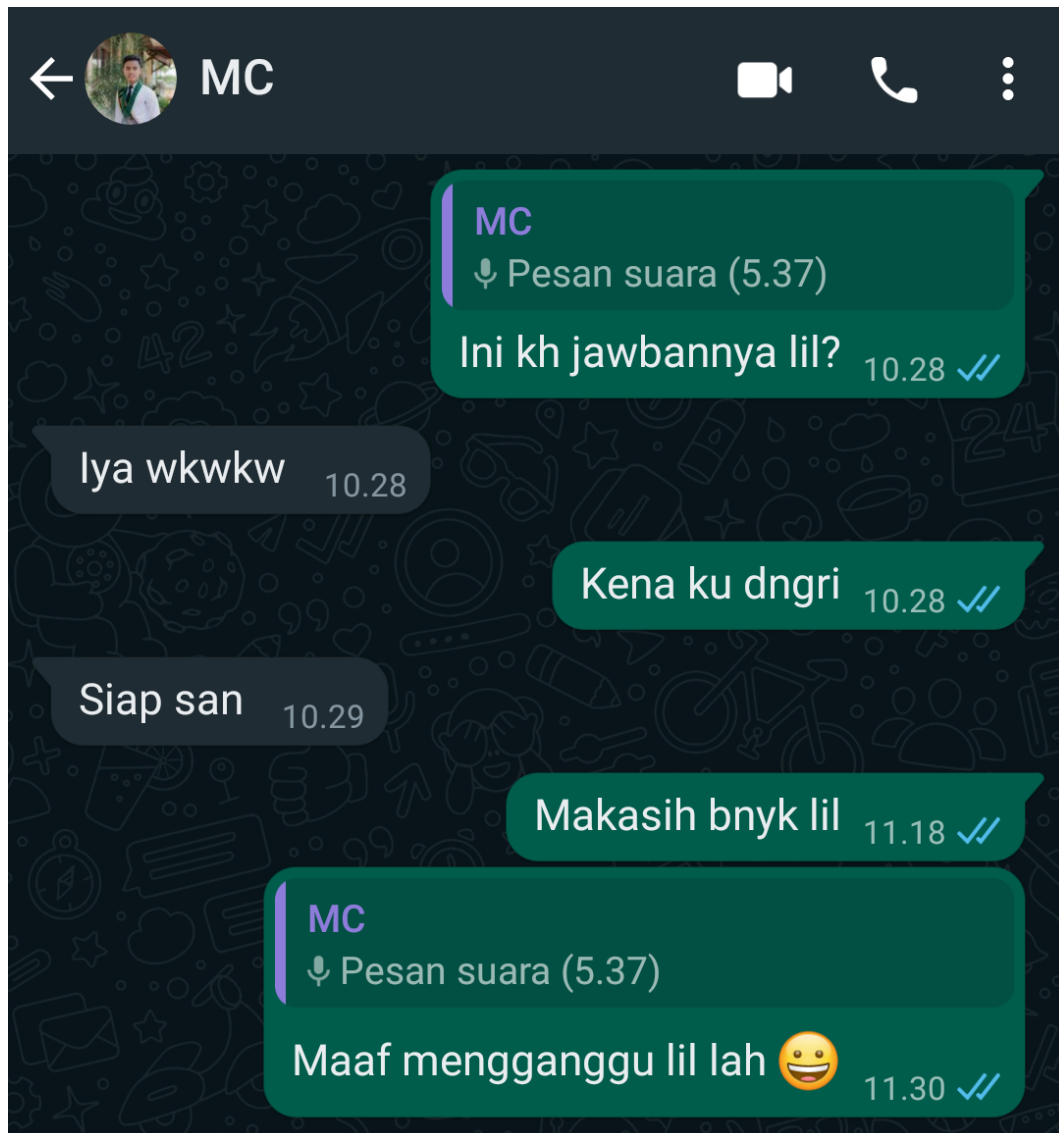 MC
MC
Pesan suara (5.37)
Ini kh jawbannya lil? 10.28
Iya wkwkw 10.28
Kena ku dngri 10.28
Siap san 10.29
Makasih bnyk lil 11.18
MC
Pesan suara (5.37)
Maaf mengganggu lil lah 😀 11.30